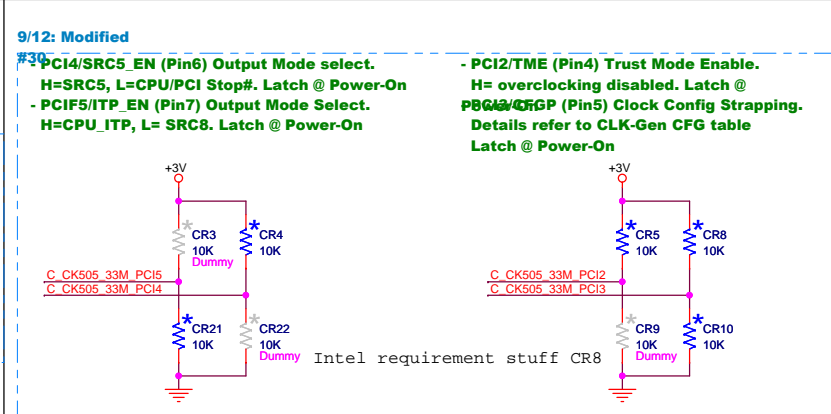 9/12: Modified
#30
- PCI4/SRC5_EN (Pin6) Output Mode select.
H=SRC5, L=CPU/PCI Stop#. Latch @ Power-On
- PCIF5/ITP_EN (Pin7) Output Mode Select.
H=CPU_ITP, L= SRC8. Latch @ Power-On
- PCI2/TME (Pin4) Trust Mode Enable.
H= overclocking disabled. Latch @
Power-On
- PCI3/CFGP (Pin5) Clock Config Strapping.
Details refer to CLK-Gen CFG table
Latch @ Power-On
+3V
CR3
10K
Dummy
CR4
10K
C_CK505_33M_PCI5
C_CK505_33M_PCI4
CR21
10K
CR22
10K
Dummy
+3V
CR5
10K
CR8
10K
C_CK505_33M_PCI2
C_CK505_33M_PCI3
CR9
10K
Dummy
CR10
10K
Intel requirement stuff CR8